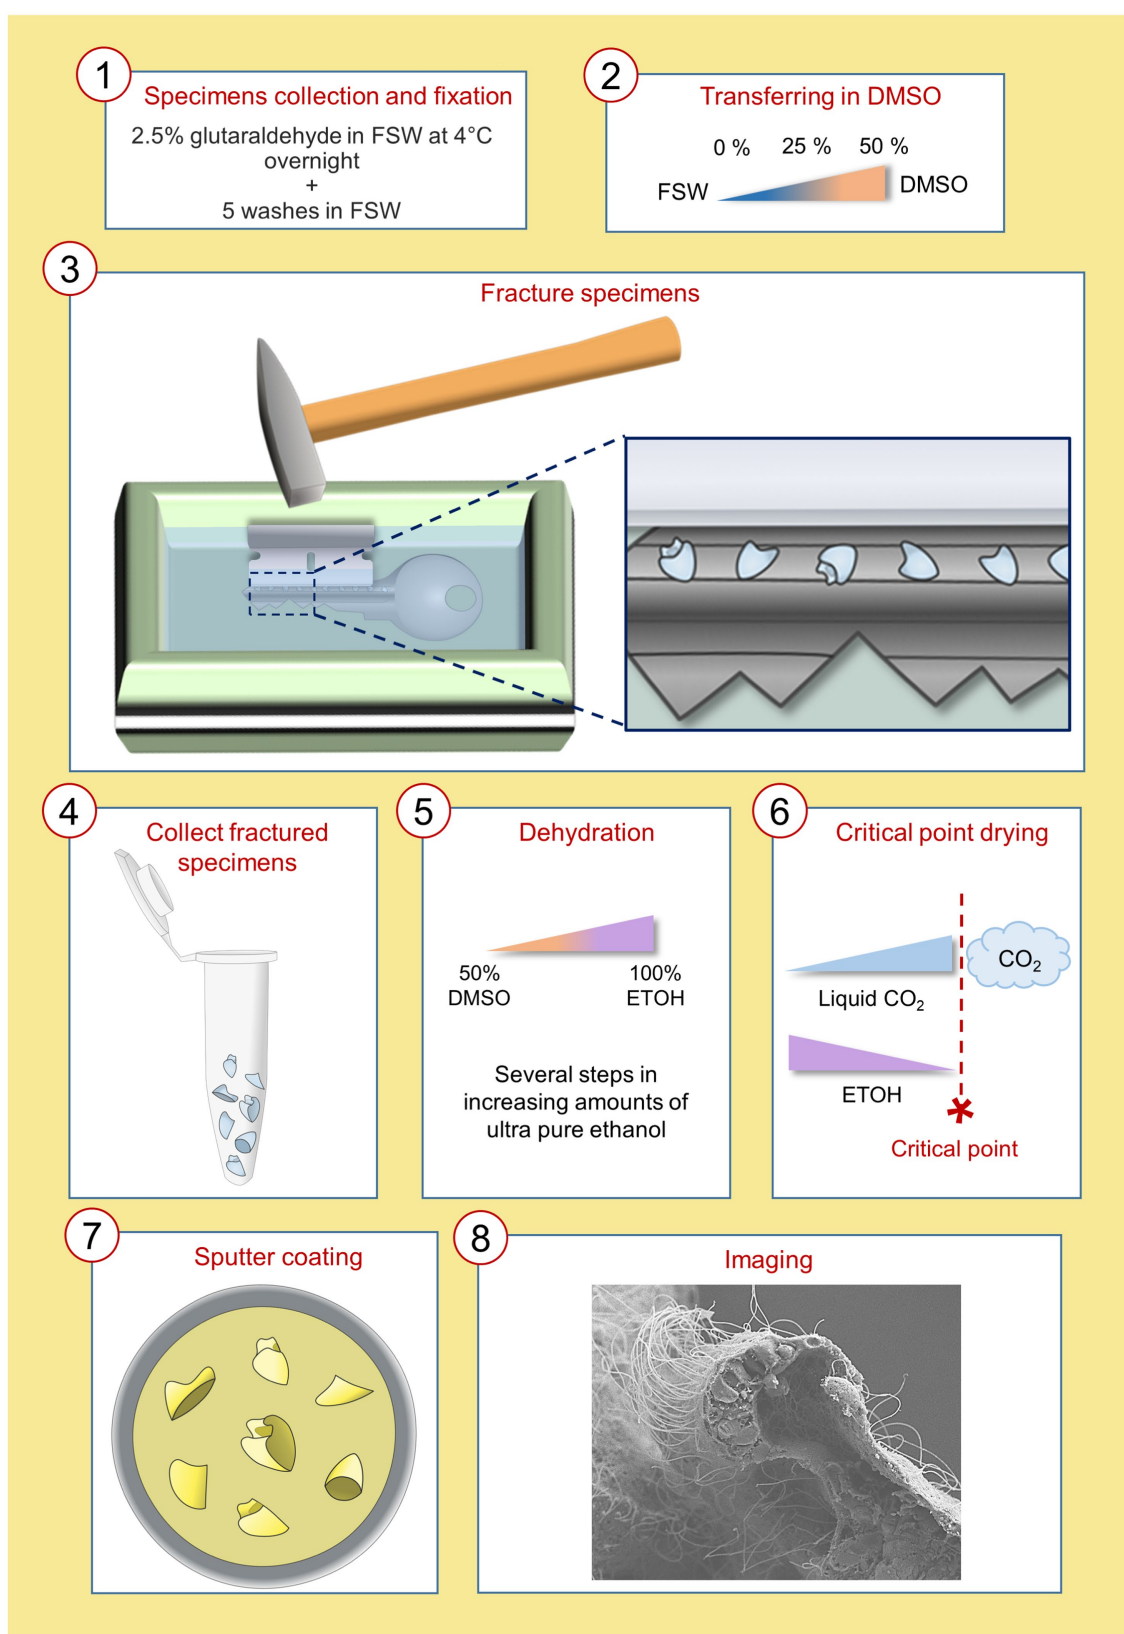 1
Specimens collection and fixation
2.5% glutaraldehyde in FSW at 4°C
overnight
+
5 washes in FSW
2
Transferring in DMSO
0 % 25 % 50 %
FSW DMSO
3
Fracture specimens
4
Collect fractured
specimens
5
Dehydration
50% 100%
DMSO ETOH
Several steps in
increasing amounts of
ultra pure ethanol
6
Critical point drying
CO₂
Liquid CO₂
ETOH
*
Critical point
7
Sputter coating
8
Imaging